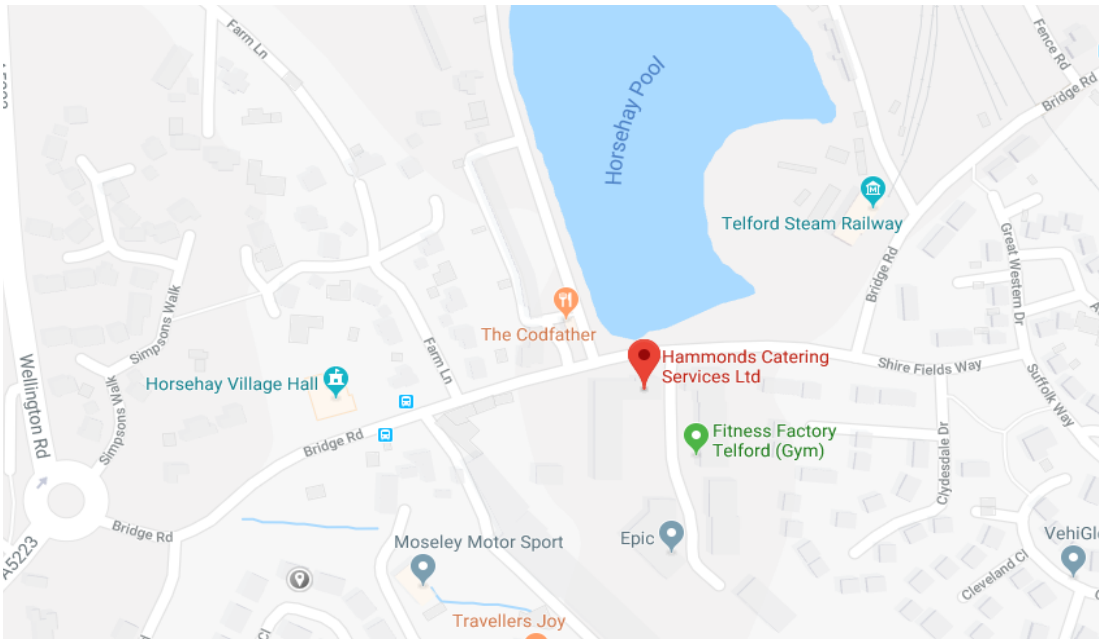 Farm Ln
Horsehay Pool
Fence Rd
Bridge Rd
Telford Steam Railway
Great Western Dr
Bridge Rd
Simpsons Walk
The Codfather
Farm Ln
Hammonds Catering
Services Ltd
Shire Fields Way
Wellington Rd
Simpsons Walk
Horsehay Village Hall
Suffolk Way
Bridge Rd
Fitness Factory
Telford (Gym)
Clydesdale Dr
Bridge Rd
A5223
Moseley Motor Sport
Epic
VehiGl
Cleveland Cl
Travellers Joy
Cl